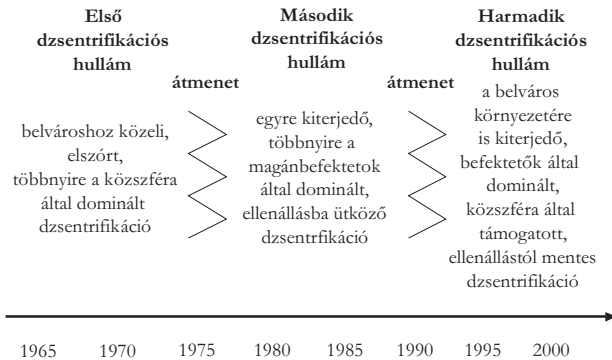 Első
dzsentrifikációs
hullám
átmenet
Második
dzsentrifikációs
hullám
átmenet
Harmadik
dzsentrifikációs
hullám
belvároshoz közeli,
elszórt,
többnyire a közszféra
által dominált
dzsentrifikáció
egyre kiterjedő,
többnyire a
magánbefektetok
által dominált,
ellenállásba ütköző
dzsentrfikáció
a belváros
környezetére
is kiterjedő,
befektetők által
dominált,
közszféra által
támogatott,
ellenállástól mentes
dzsentrifikáció
1965 1970 1975 1980 1985 1990 1995 2000